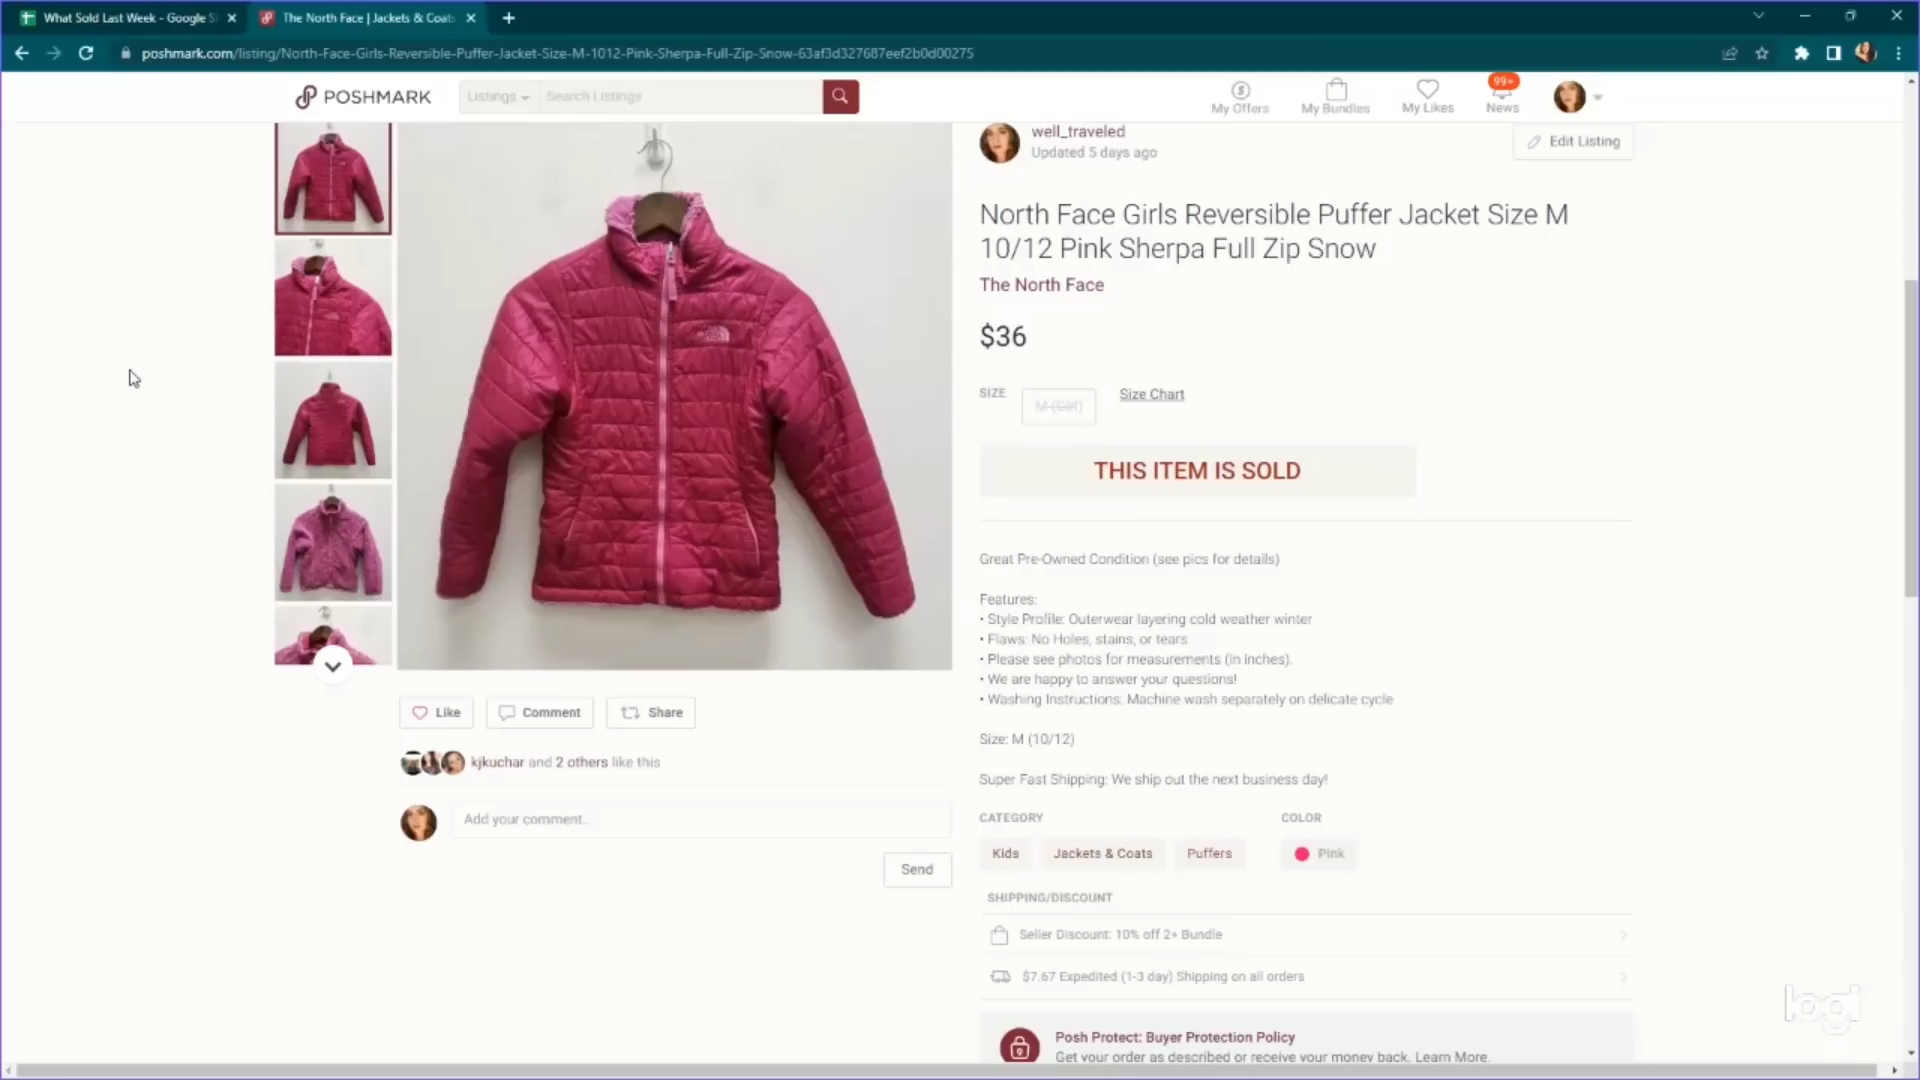 What Sold Last Week - Google S
The North Face | Jackets & Coats
poshmark.com/listing/North-Face-Girls-Reversible-Puffer-Jacket-Size-M-1012-Pink-Sherpa-Full-Zip-Snow-63af3d327687eef2b0d00275
POSHMARK
Listings
Search Listings
My Offers
My Bundles
My Likes
99+
News
well_traveled
Updated 5 days ago
Edit Listing
North Face Girls Reversible Puffer Jacket Size M
10/12 Pink Sherpa Full Zip Snow
The North Face
$36
SIZE
M (Girl)
Size Chart
THIS ITEM IS SOLD
Great Pre-Owned Condition (see pics for details)
Features:
• Style Profile: Outerwear layering cold weather winter
• Flaws: No Holes, stains, or tears
• Please see photos for measurements (in inches).
• We are happy to answer your questions!
• Washing Instructions: Machine wash separately on delicate cycle
Size: M (10/12)
Super Fast Shipping: We ship out the next business day!
Like
Comment
Share
kjkuchar and 2 others like this
Add your comment..
Send
CATEGORY
COLOR
Kids
Jackets & Coats
Puffers
Pink
SHIPPING/DISCOUNT
Seller Discount: 10% off 2+ Bundle
$7.67 Expedited (1-3 day) Shipping on all orders
Posh Protect: Buyer Protection Policy
Get your order as described or receive your money back. Learn More.
logi